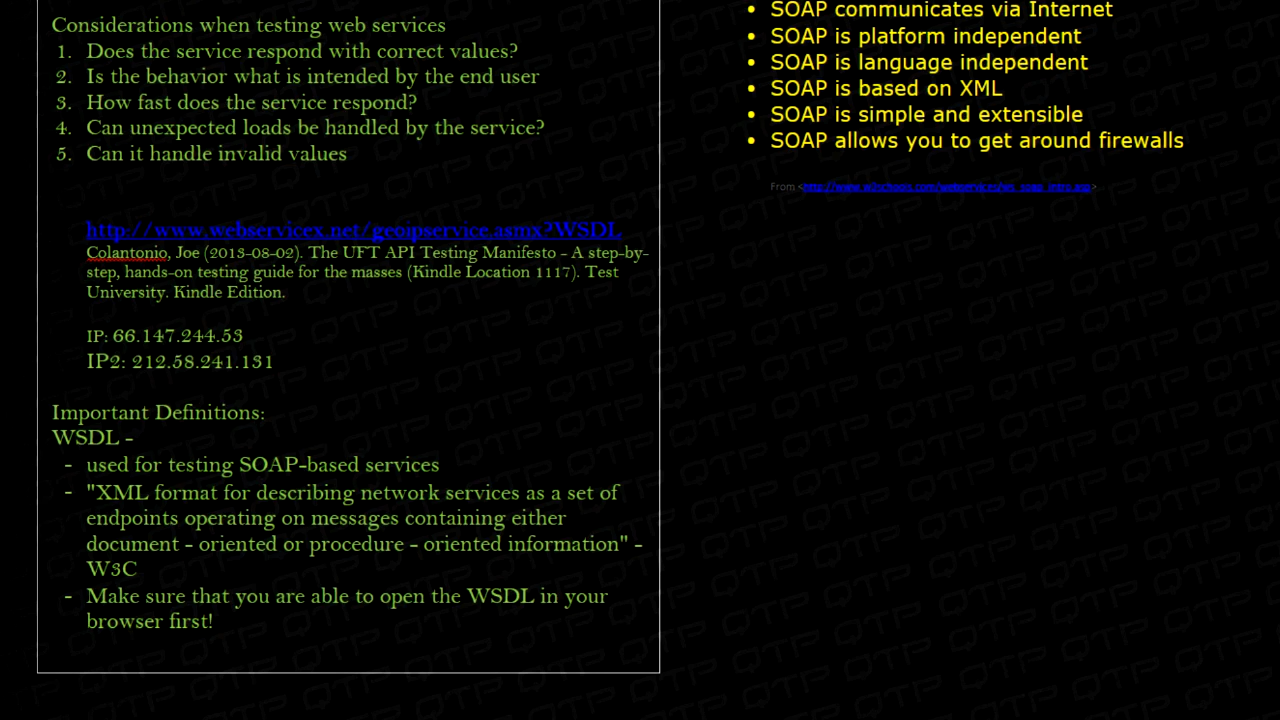 Considerations when testing web services
1. Does the service respond with correct values?
2. Is the behavior what is intended by the end user
3. How fast does the service respond?
4. Can unexpected loads be handled by the service?
5. Can it handle invalid values
http://www.webservicex.net/geoipservice.asmx?WSDL
Colantonio, Joe (2013-08-02). The UFT API Testing Manifesto - A step-by-
step, hands-on testing guide for the masses (Kindle Location 1117). Test
University. Kindle Edition.
IP: 66.147.244.53
IP2: 212.58.241.131
Important Definitions:
WSDL -
- used for testing SOAP-based services
- "XML format for describing network services as a set of
endpoints operating on messages containing either
document - oriented or procedure - oriented information" -
W3C
- Make sure that you are able to open the WSDL in your
browser first!
• SOAP communicates via Internet
• SOAP is platform independent
• SOAP is language independent
• SOAP is based on XML
• SOAP is simple and extensible
• SOAP allows you to get around firewalls
From <http://www.w3schools.com/webservices/ws_soap_intro.asp>
QTP